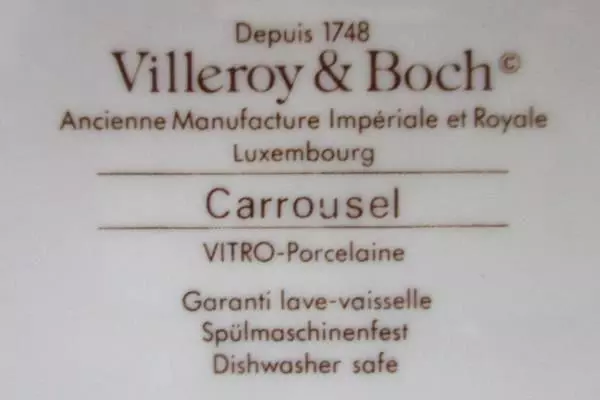 Depuis 1748
Villeroy & Boch©
Ancienne Manufacture Impériale et Royale
Luxembourg
Carrousel
VITRO-Porcelaine
Garanti lave-vaisselle
Spülmaschinenfest
Dishwasher safe